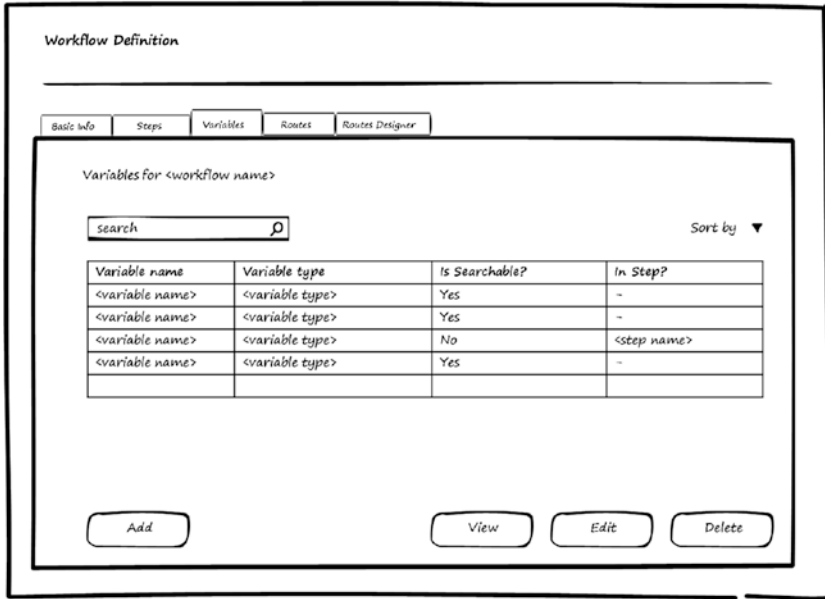 Workflow Definition
Basic Info Steps Variables Routes Routes Designer
Variables for <workflow name>
search Sort by
Variable name Variable type Is Searchable? In Step?
<variable name> <variable type> Yes -
<variable name> <variable type> Yes -
<variable name> <variable type> No <step name>
<variable name> <variable type> Yes -
Add View Edit Delete